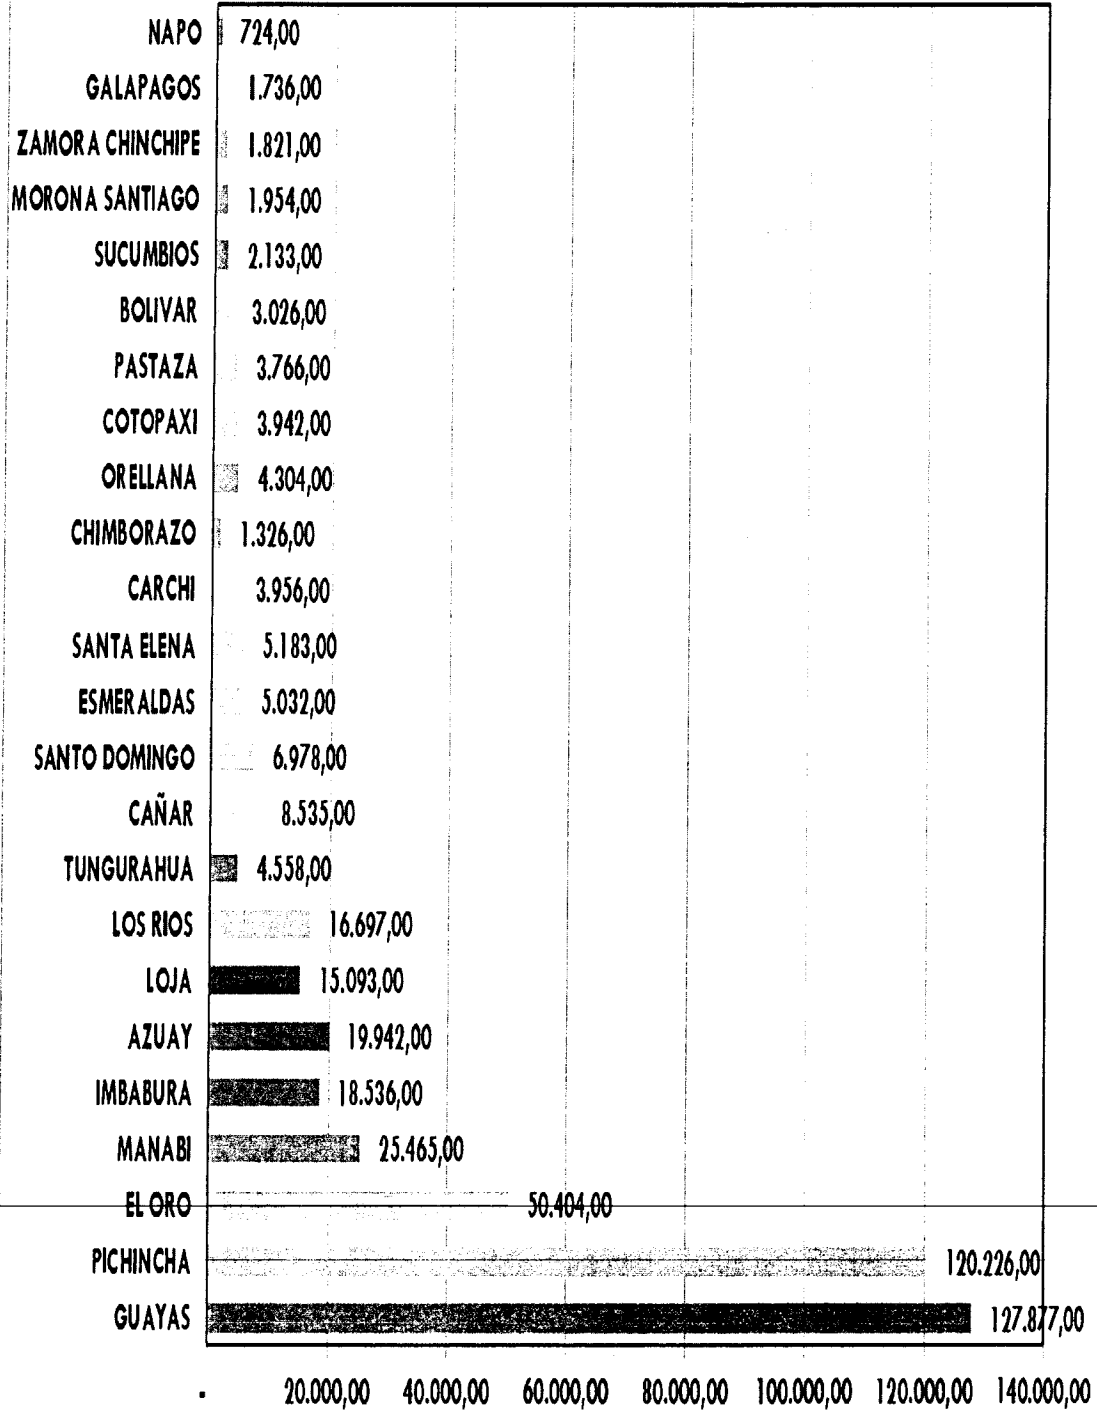 NAPO 724,00
GALAPAGOS 1.736,00
ZAMORA CHINCHIPE 1.821,00
MORONA SANTIAGO 1.954,00
SUCUMBIOS 2.133,00
BOLIVAR 3.026,00
PASTAZA 3.766,00
COTOPAXI 3.942,00
ORELLANA 4.304,00
CHIMBORAZO 1.326,00
CARCHI 3.956,00
SANTA ELENA 5.183,00
ESMERALDAS 5.032,00
SANTO DOMINGO 6.978,00
CAÑAR 8.535,00
TUNGURAHUA 4.558,00
LOS RIOS 16.697,00
LOJA 15.093,00
AZUAY 19.942,00
IMBABURA 18.536,00
MANABI 25.465,00
EL ORO 50.404,00
PICHINCHA 120.226,00
GUAYAS 127.877,00
- 20.000,00 40.000,00 60.000,00 80.000,00 100.000,00 120.000,00 140.000,00